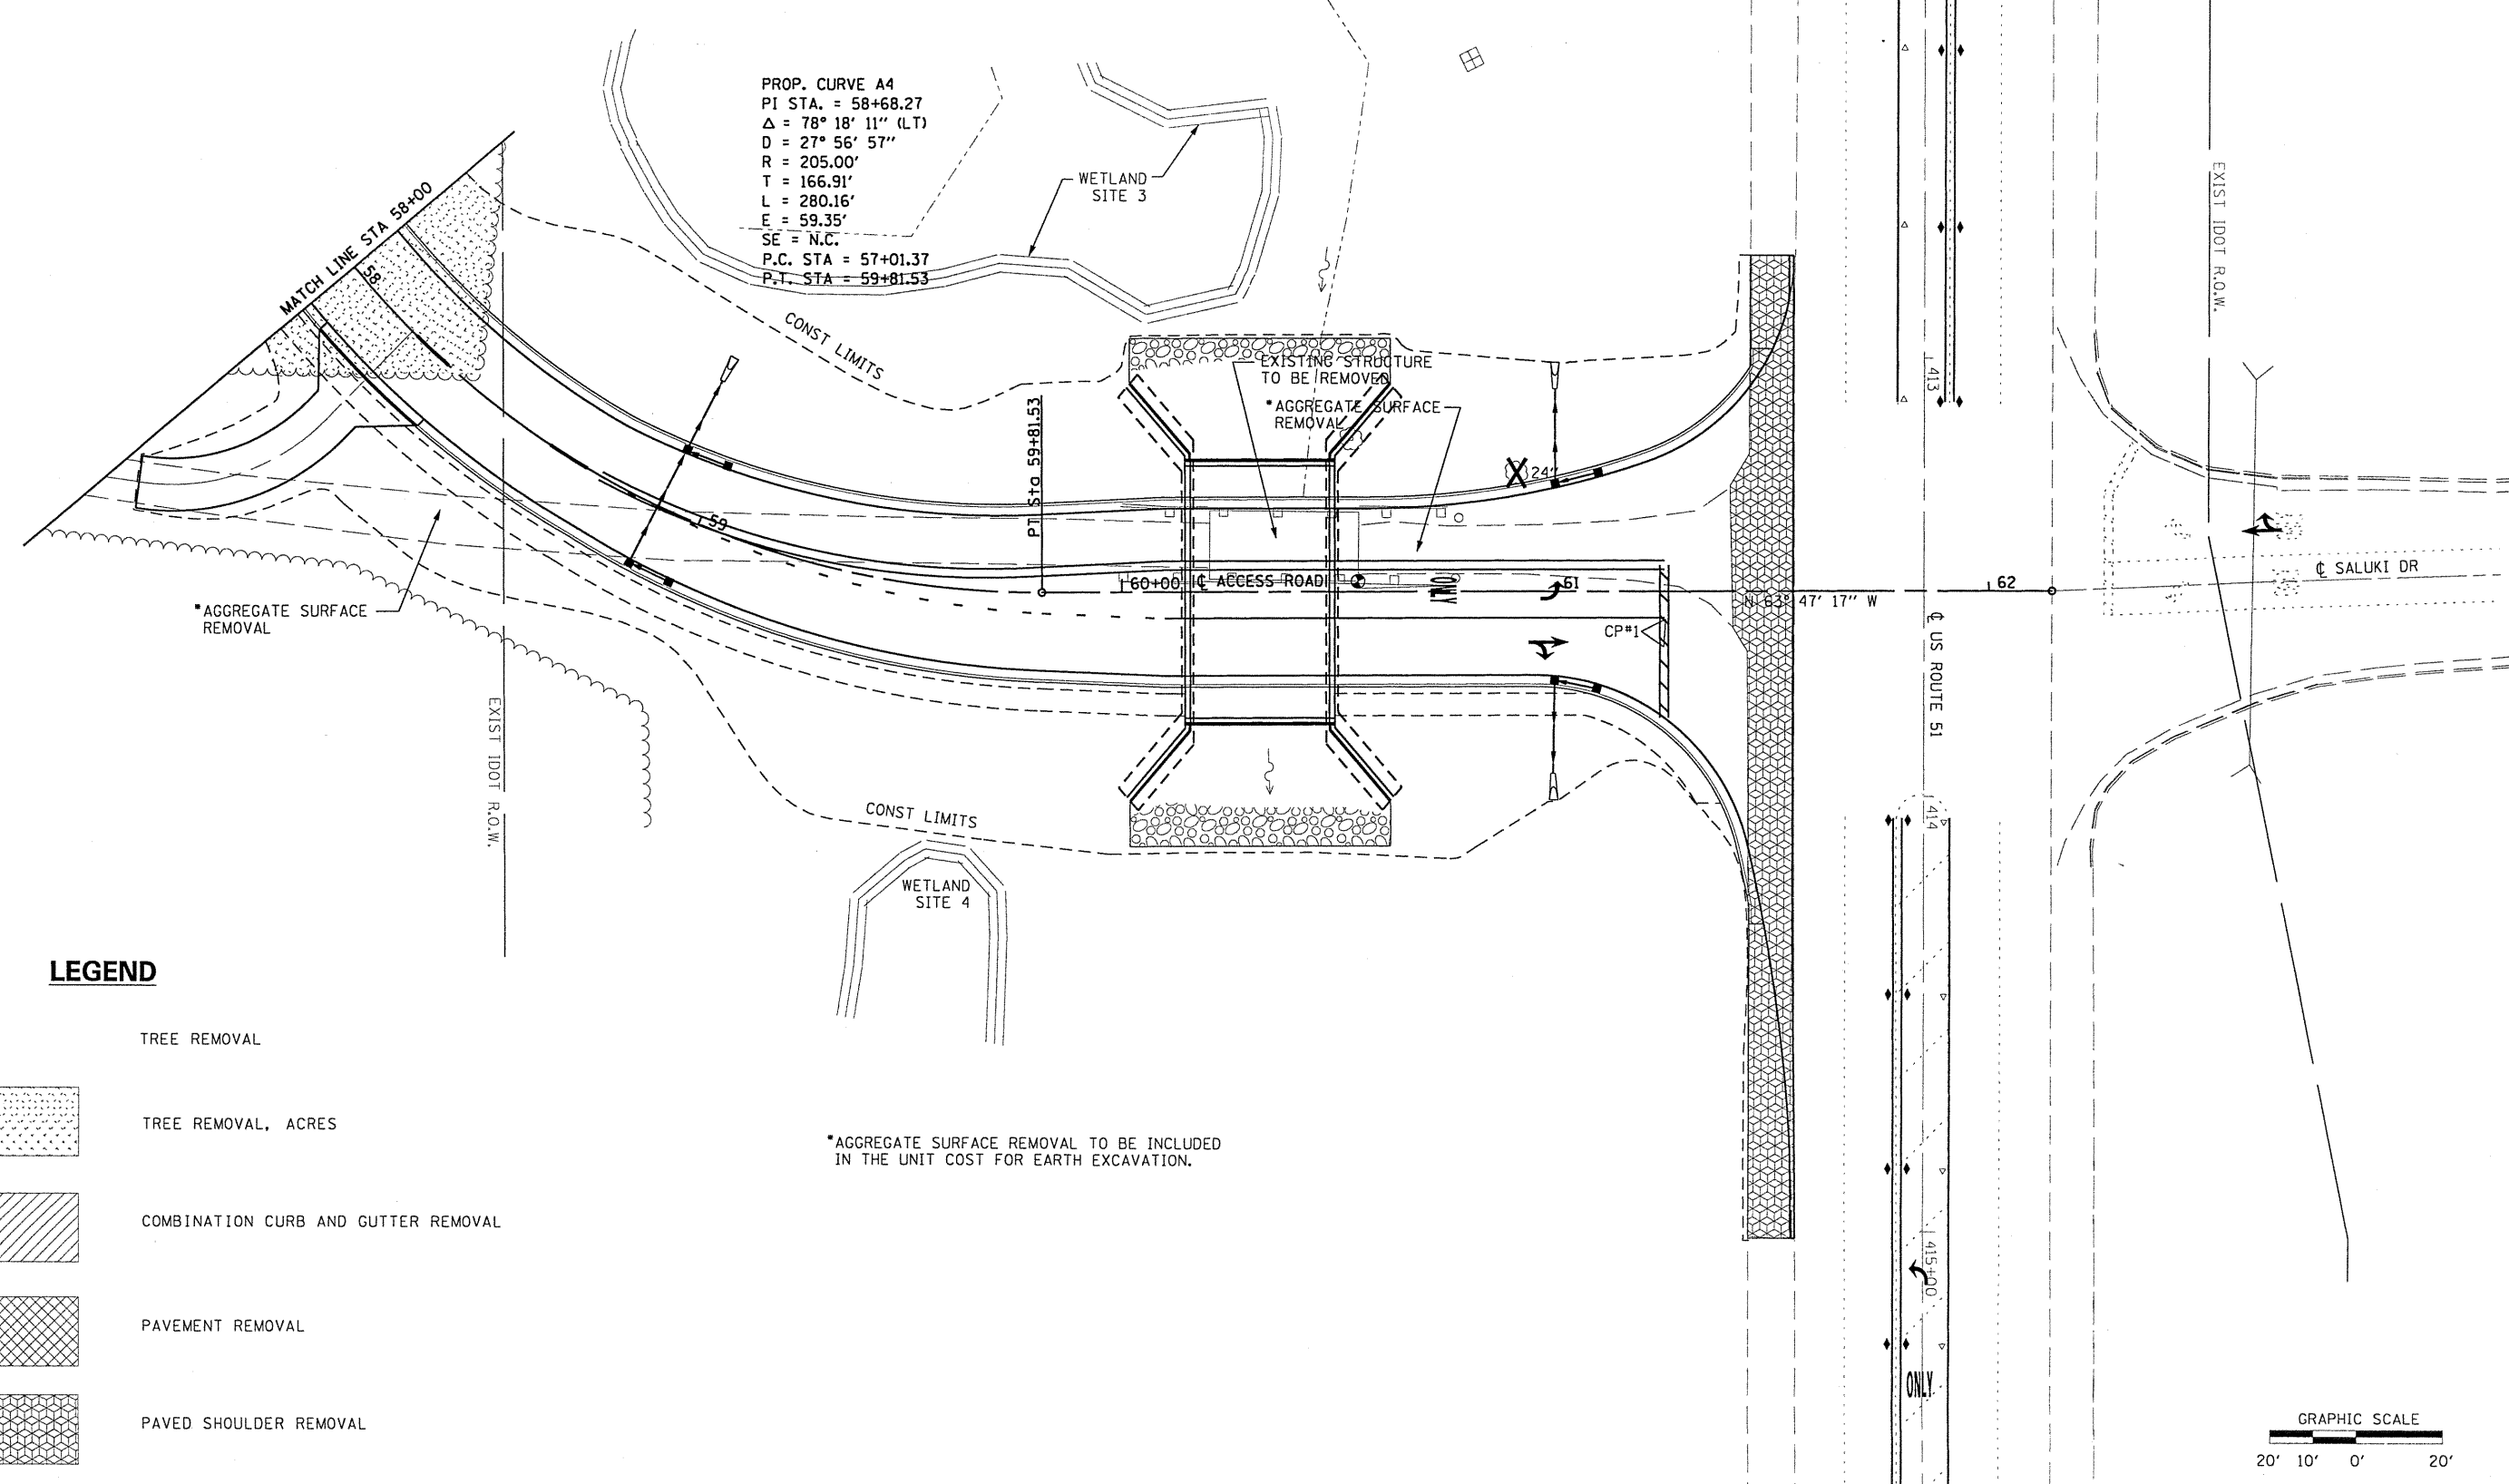 PROP. CURVE A4
PI STA. = 58+68.27
Δ = 78° 18' 11" (LT)
D = 27° 56' 57"
R = 205.00'
T = 166.91'
L = 280.16'
E = 59.35'
SE = N.C.
P.C. STA = 57+01.37
P.T. STA = 59+81.53
WETLAND
SITE 3
MATCH LINE STA 58+00
58
CONST LIMITS
EXISTING STRUCTURE
TO BE REMOVED
*AGGREGATE SURFACE
REMOVAL
24"
PT Sta 59+81.53
59
60+00
℄ ACCESS ROAD
ONLY
61
N 63° 47' 17" W
62
℄ SALUKI DR
CP#1
℄ US ROUTE 51
413
414
415+00
ONLY
EXIST IDOT R.O.W.
EXIST IDOT R.O.W.
*AGGREGATE SURFACE
REMOVAL
CONST LIMITS
WETLAND
SITE 4
LEGEND
TREE REMOVAL
TREE REMOVAL, ACRES
COMBINATION CURB AND GUTTER REMOVAL
PAVEMENT REMOVAL
PAVED SHOULDER REMOVAL
*AGGREGATE SURFACE REMOVAL TO BE INCLUDED
IN THE UNIT COST FOR EARTH EXCAVATION.
GRAPHIC SCALE
20' 10' 0' 20'